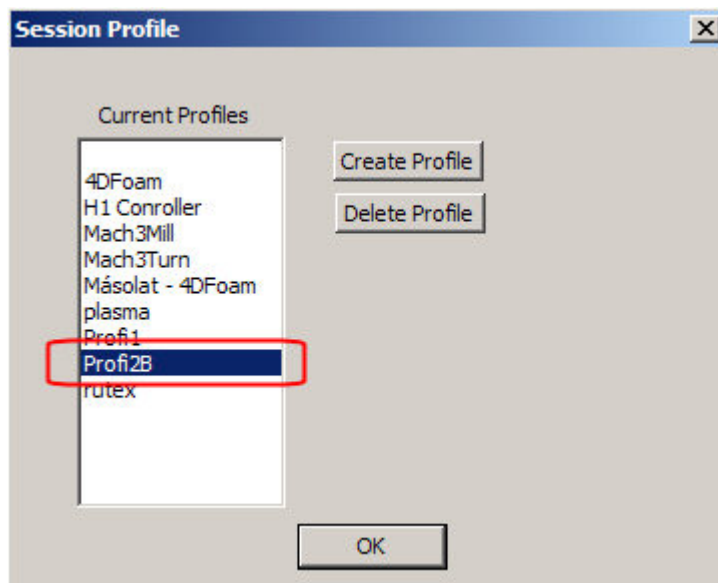 Session Profile
Current Profiles
Create Profile
Delete Profile
4DFoam
H1 Conroller
Mach3Mill
Mach3Turn
Másolat - 4DFoam
plasma
Profi1
Profi2B
rutex
OK